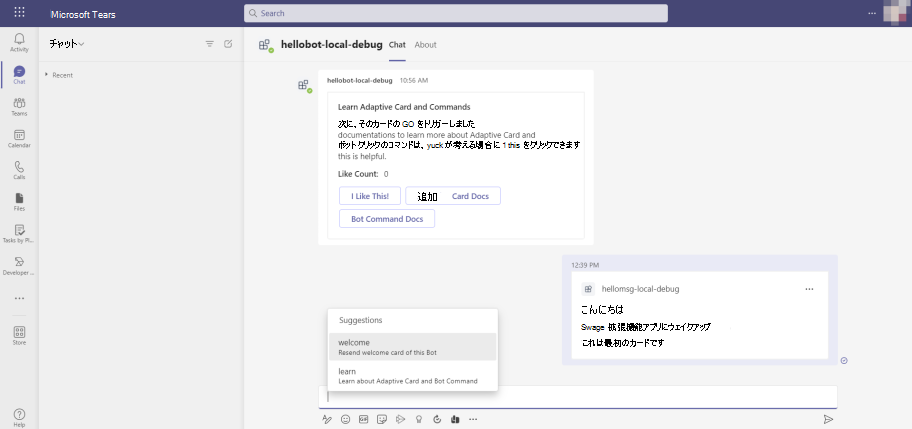 Microsoft Tears
Search
Activity
Chat
Teams
Calendar
Calls
Files
Tasks by Pl...
Developer ...
Store
Help
チャット
Recent
hellobot-local-debug Chat About
hellobot-local-debug 10:56 AM
Learn Adaptive Card and Commands
次に、そのカードの GO をトリガーしました
documentations to learn more about Adaptive Card and
ボットクリックのコマンドは、yuck が考える場合に 1 this をクリックできます
this is helpful.
Like Count: 0
I Like This! 追加 Card Docs
Bot Command Docs
12:39 PM
hellomsg-local-debug
こんにちは
Swage 拡張機能アプリにウェイクアップ
これは最初のカードです
Suggestions
welcome
Resend welcome card of this Bot
learn
Learn about Adaptive Card and Bot Command
GIF